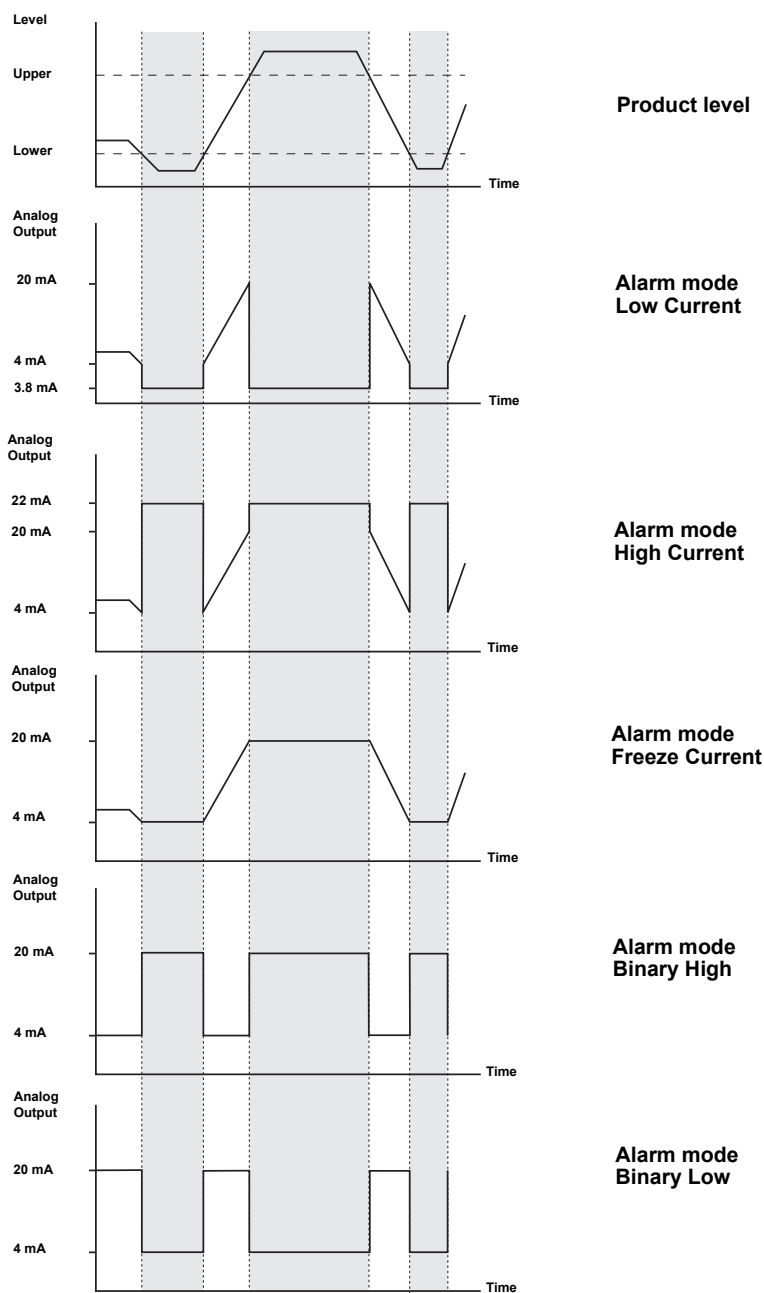 Level
Upper
Lower
Time
Product level
Analog
Output
20 mA
4 mA
3.8 mA
Time
Alarm mode
Low Current
Analog
Output
22 mA
20 mA
4 mA
Time
Alarm mode
High Current
Analog
Output
20 mA
4 mA
Time
Alarm mode
Freeze Current
Analog
Output
20 mA
4 mA
Time
Alarm mode
Binary High
Analog
Output
20 mA
4 mA
Time
Alarm mode
Binary Low